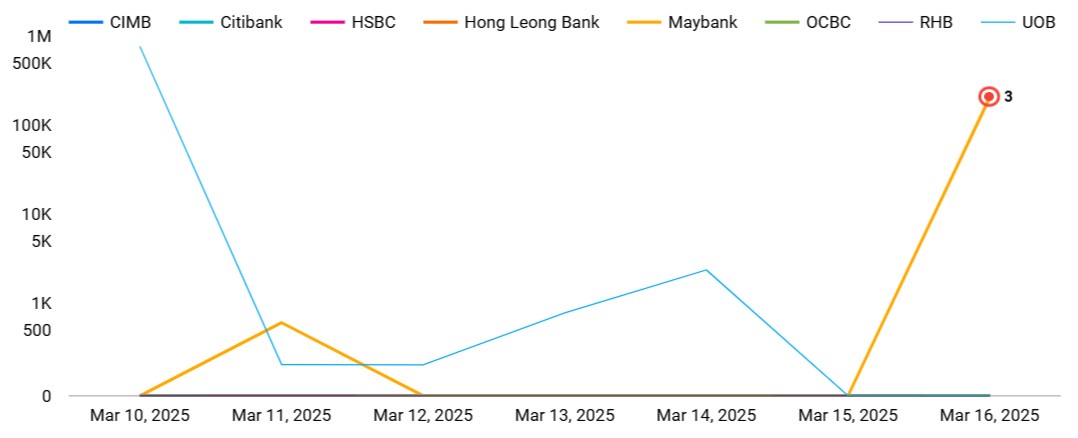 CIMB Citibank HSBC Hong Leong Bank Maybank OCBC RHB UOB
1M
500K
100K
3
50K
10K
5K
1K
500
0
Mar 10, 2025 Mar 11, 2025 Mar 12, 2025 Mar 13, 2025 Mar 14, 2025 Mar 15, 2025 Mar 16, 2025